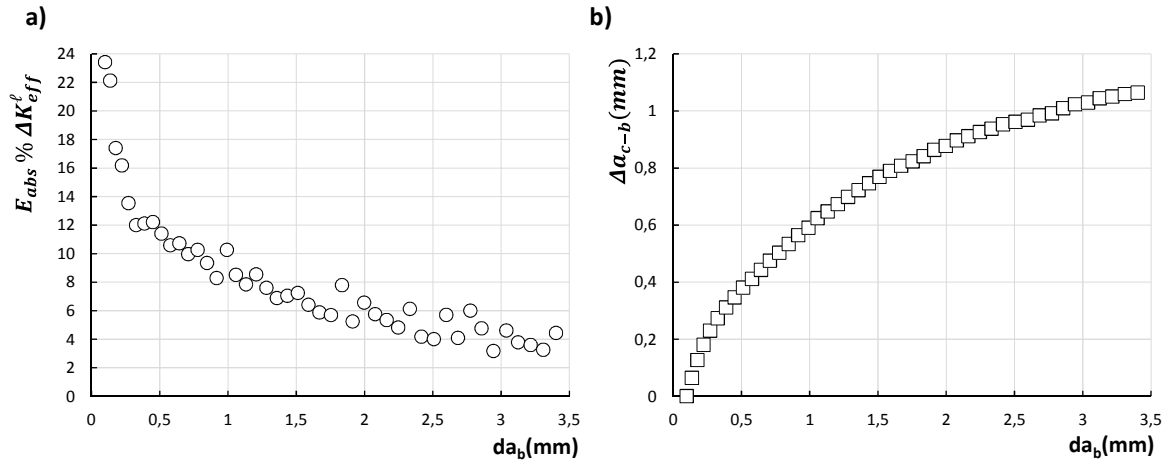 a)
E_abs % ΔK^ℓ_eff
24
22
20
18
16
14
12
10
8
6
4
2
0
0 0,5 1 1,5 2 2,5 3 3,5
da_b(mm)
b)
Δa_c−b(mm)
1,2
1
0,8
0,6
0,4
0,2
0
0 0,5 1 1,5 2 2,5 3 3,5
da_b(mm)